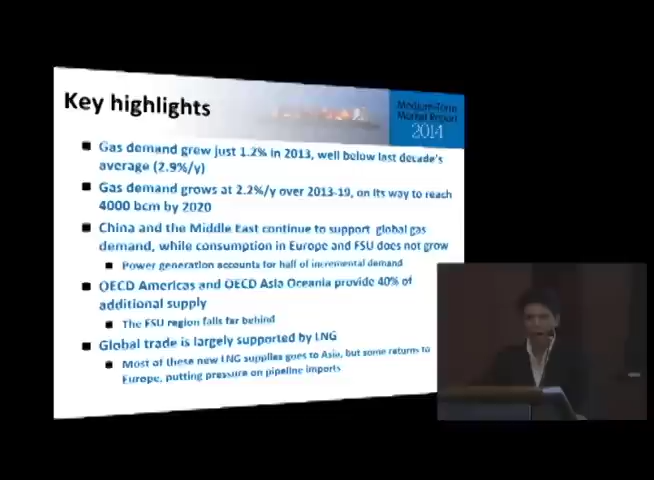 Key highlights
Medium-Term
Market Report
2014
Gas demand grew just 1.2% in 2013, well below last decade's
average (2.9%/y)
Gas demand grows at 2.2%/y over 2013-19, on its way to reach
4000 bcm by 2020
China and the Middle East continue to support global gas
demand, while consumption in Europe and FSU does not grow
Power generation accounts for half of incremental demand
OECD Americas and OECD Asia Oceania provide 40% of
additional supply
The FSU region falls far behind
Global trade is largely supported by LNG
Most of these new LNG supplies goes to Asia, but some returns to
Europe, putting pressure on pipeline imports